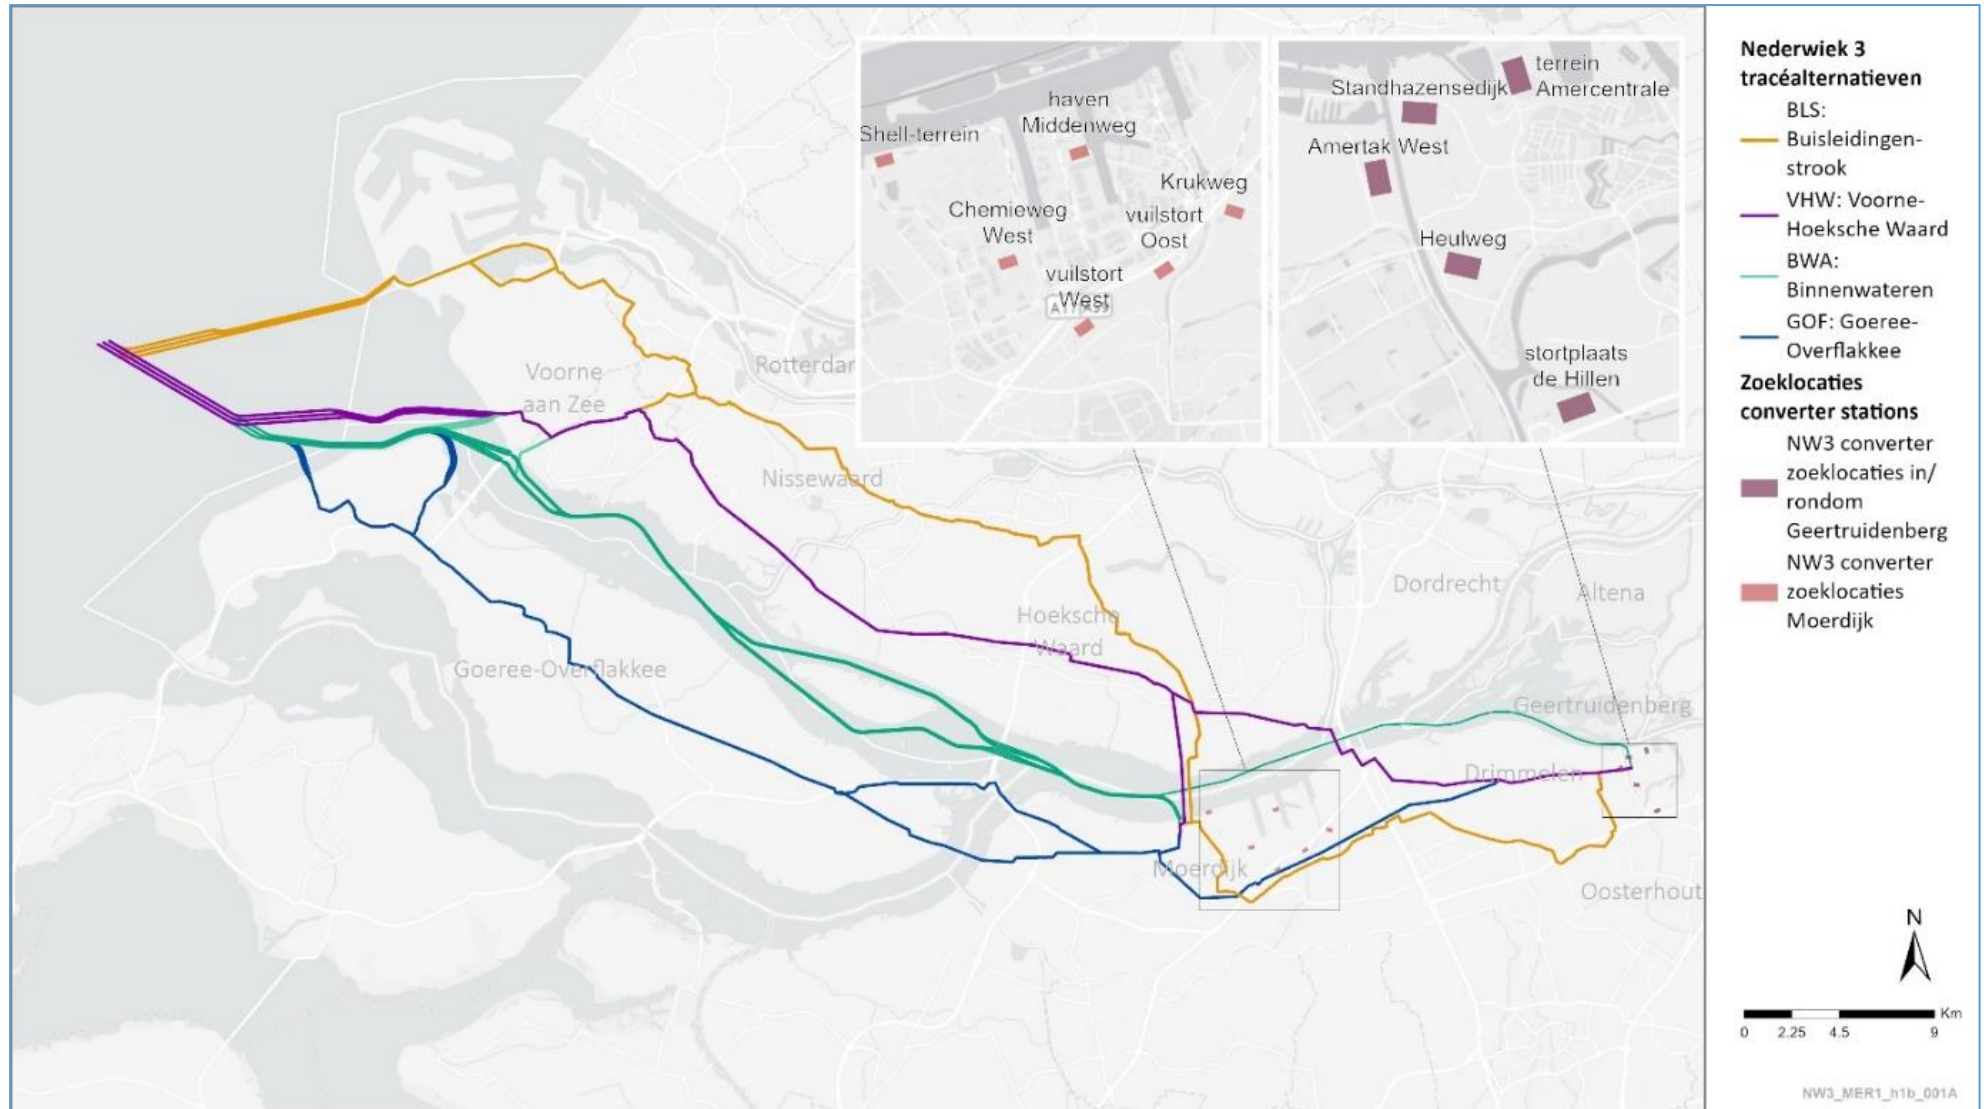 haven
Middenweg
Shell-terrein
Krukweg
Chemieweg
West
vuilstort
Oost
vuilstort
West
terrein
Amercentrale
Standhazensedijk
Amertak West
Heulweg
stortplaats
de Hillen
Voorne
aan Zee
Rotterdar
Nissewaard
Hoeksche
Waard
Dordrecht
Altena
Goeree-Overflakkee
Geertruidenberg
Drimmelen
Moerdijk
Oosterhout
Nederwiek 3
tracéalternatieven
BLS:
Buisleidingen-
strook
VHW: Voorne-
Hoeksche Waard
BWA:
Binnenwateren
GOF: Goeree-
Overflakkee
Zoeklocaties
converter stations
NW3 converter
zoeklocaties in/
rondom
Geertruidenberg
NW3 converter
zoeklocaties
Moerdijk
N
Km
0 2.25 4.5 9
NW3_MER1_h1b_001A